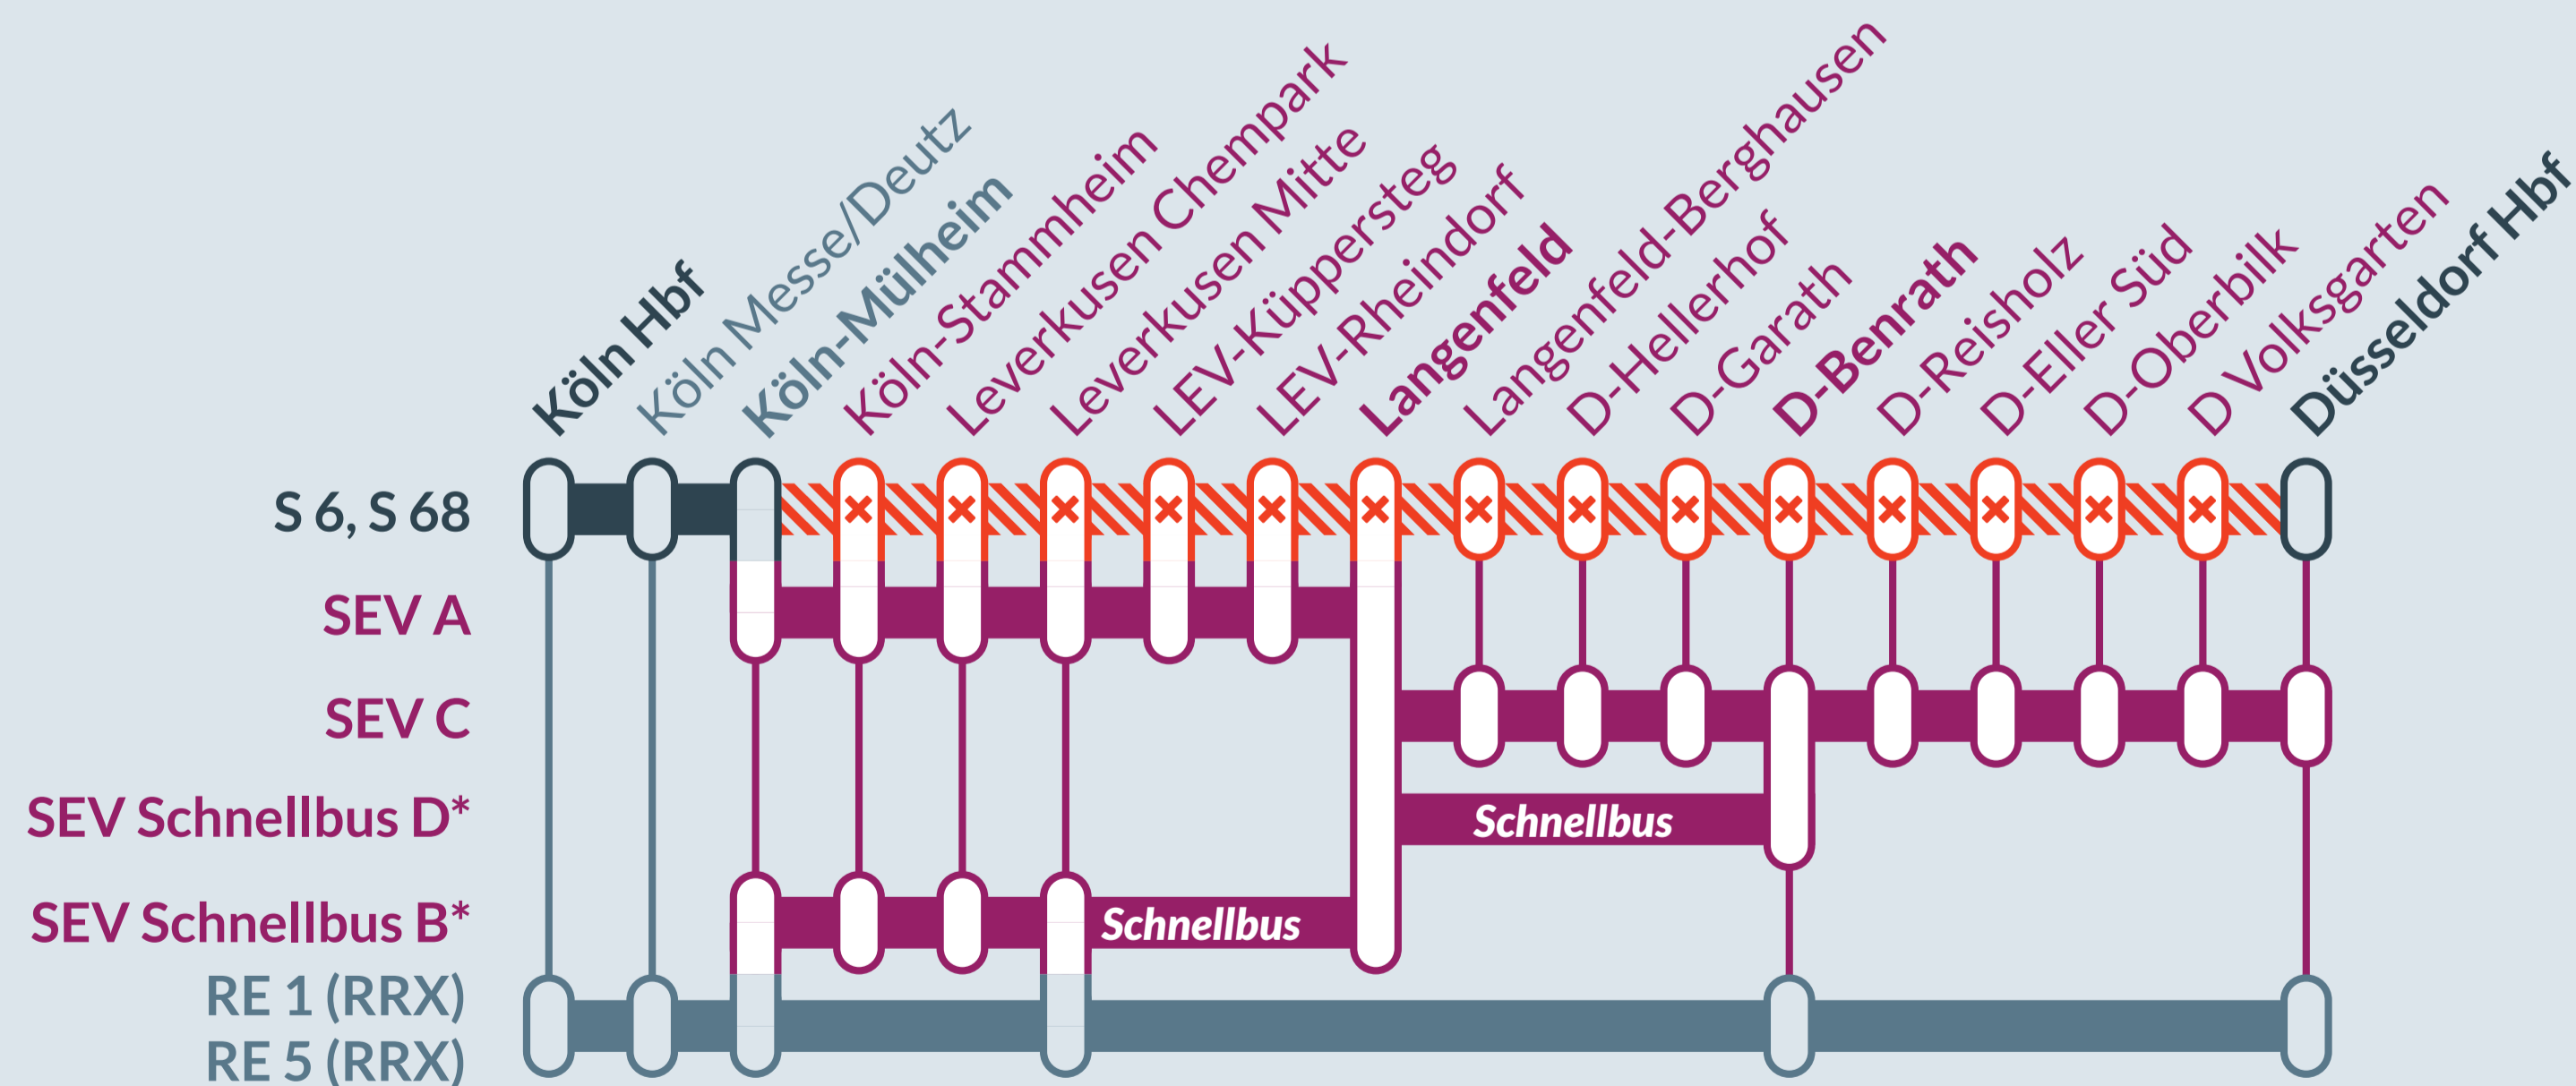 Köln Hbf
Köln Messe/Deutz
Köln-Mülheim
Köln-Stammheim
Leverkusen Chempark
Leverkusen Mitte
LEV-Küppersteg
LEV-Rheindorf
Langenfeld
Langenfeld-Berghausen
D-Hellerhof
D-Garath
D-Benrath
D-Reisholz
D-Eller Süd
D-Oberbilk
D Volksgarten
Düsseldorf Hbf
S 6, S 68
SEV A
SEV C
SEV Schnellbus D*
Schnellbus
SEV Schnellbus B*
Schnellbus
RE 1 (RRX)
RE 5 (RRX)